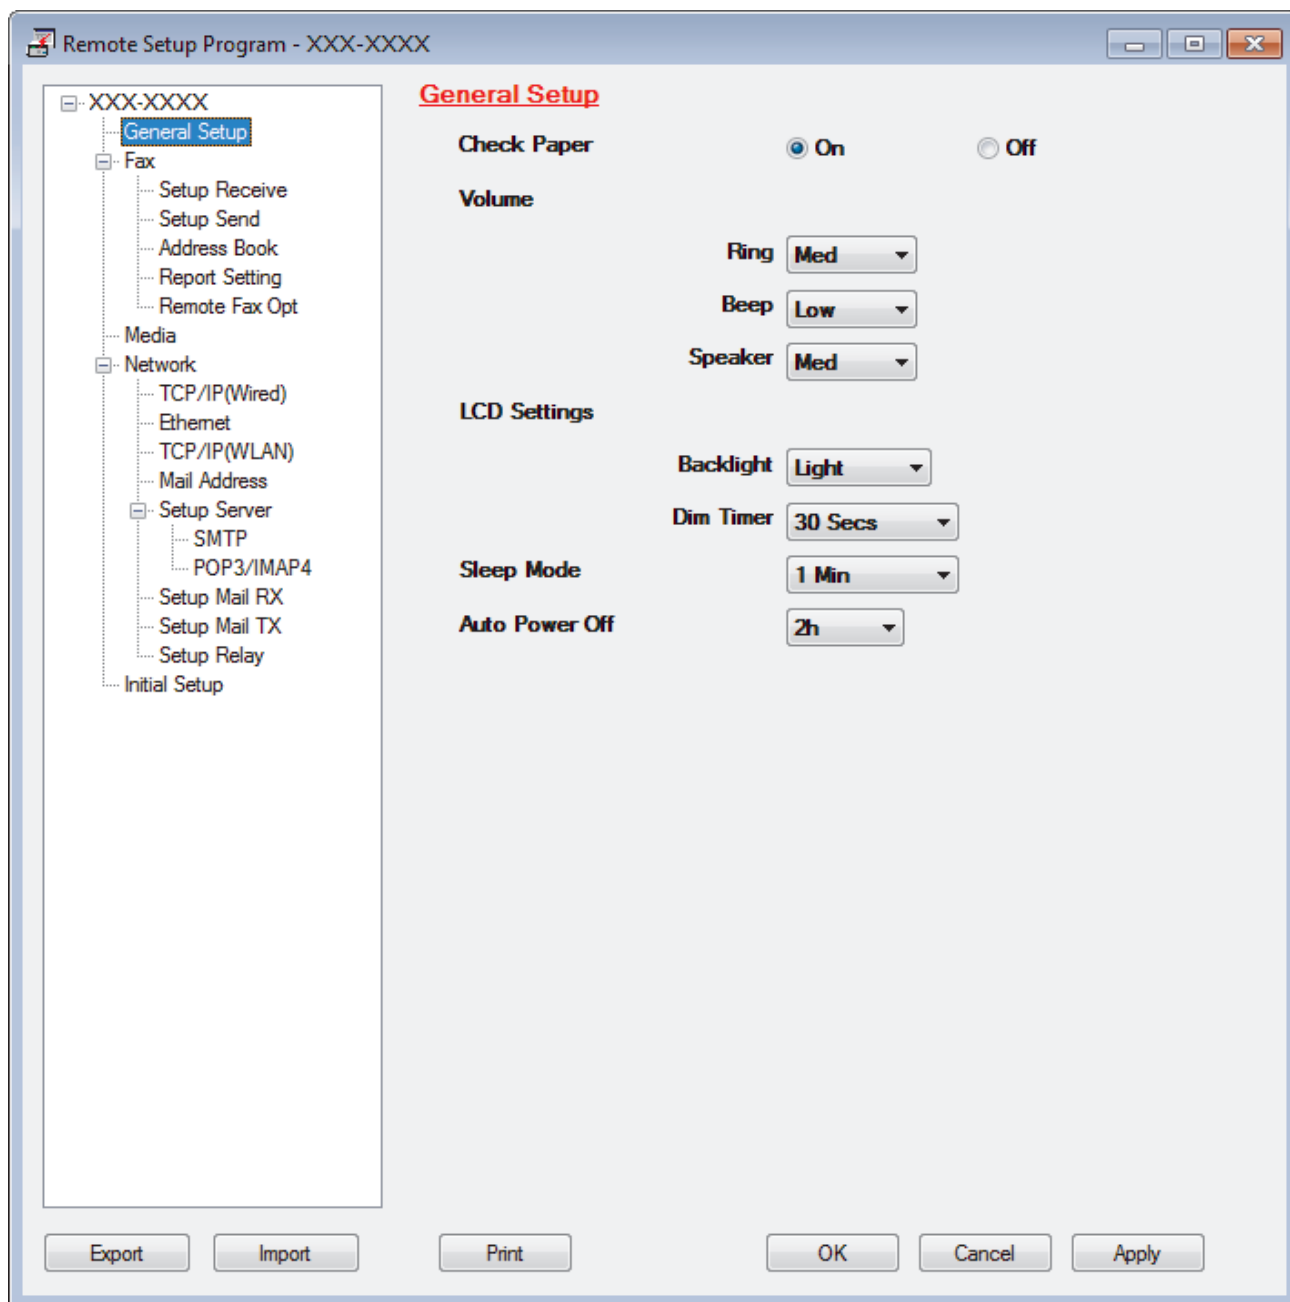 Remote Setup Program - XXX-XXXX
XXX-XXXX
General Setup
Fax
Setup Receive
Setup Send
Address Book
Report Setting
Remote Fax Opt
Media
Network
TCP/IP(Wired)
Ethernet
TCP/IP(WLAN)
Mail Address
Setup Server
SMTP
POP3/IMAP4
Setup Mail RX
Setup Mail TX
Setup Relay
Initial Setup
General Setup
Check Paper On Off
Volume
Ring Med
Beep Low
Speaker Med
LCD Settings
Backlight Light
Dim Timer 30 Secs
Sleep Mode 1 Min
Auto Power Off 2h
Export Import Print OK Cancel Apply